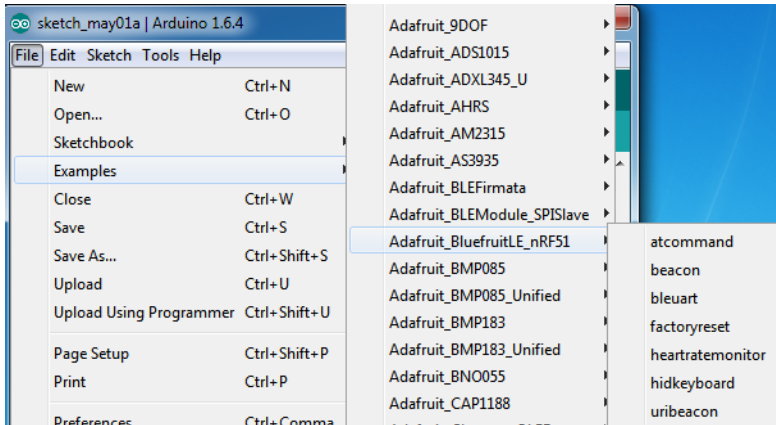 sketch_may01a | Arduino 1.6.4
File Edit Sketch Tools Help
New Ctrl+N
Open... Ctrl+O
Sketchbook
Examples
Close Ctrl+W
Save Ctrl+S
Save As... Ctrl+Shift+S
Upload Ctrl+U
Upload Using Programmer Ctrl+Shift+U
Page Setup Ctrl+Shift+P
Print Ctrl+P
Preferences Ctrl+Comma
Adafruit_9DOF
Adafruit_ADS1015
Adafruit_ADXL345_U
Adafruit_AHRS
Adafruit_AM2315
Adafruit_AS3935
Adafruit_BLEFirmata
Adafruit_BLEModule_SPISlave
Adafruit_BluefruitLE_nRF51
Adafruit_BMP085
Adafruit_BMP085_Unified
Adafruit_BMP183
Adafruit_BMP183_Unified
Adafruit_BNO055
Adafruit_CAP1188
atcommand
beacon
bleuart
factoryreset
heartratemonitor
hidkeyboard
uribeacon